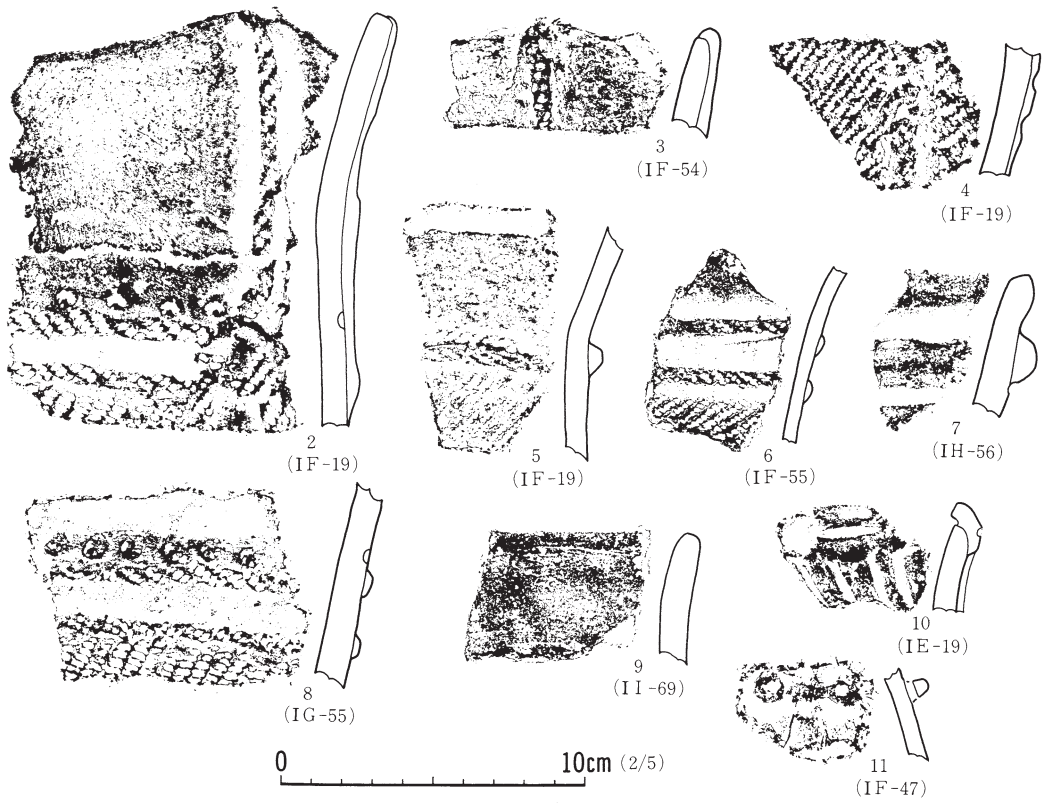 3
(IF-54)
4
(IF-19)
2
(IF-19)
5
(IF-19)
6
(IF-55)
7
(IH-56)
8
(IG-55)
9
(II-69)
10
(IE-19)
11
(IF-47)
0 10cm (2/5)